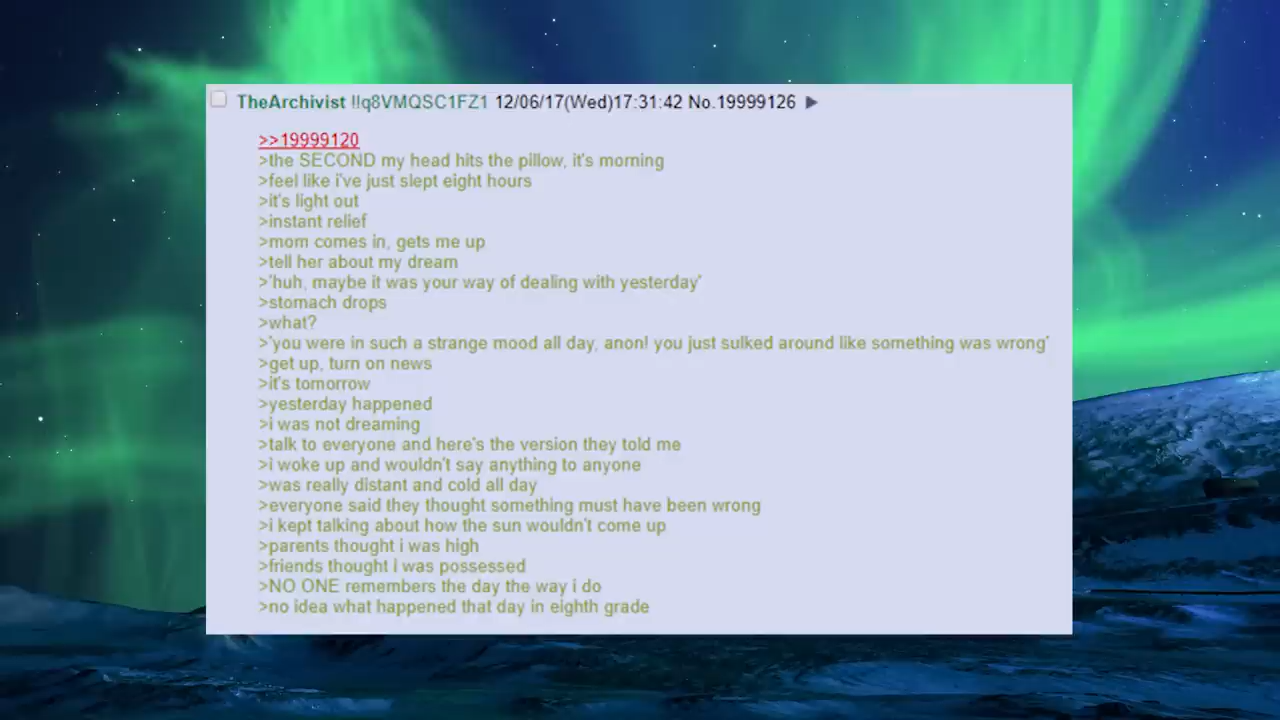 TheArchivist !!q8VMQSC1FZ1 12/06/17(Wed)17:31:42 No.19999126 ▶
>>19999120
>the SECOND my head hits the pillow, it's morning
>feel like i've just slept eight hours
>it's light out
>instant relief
>mom comes in, gets me up
>tell her about my dream
>'huh, maybe it was your way of dealing with yesterday'
>stomach drops
>what?
>'you were in such a strange mood all day, anon! you just sulked around like something was wrong'
>get up, turn on news
>it's tomorrow
>yesterday happened
>i was not dreaming
>talk to everyone and here's the version they told me
>i woke up and wouldn't say anything to anyone
>was really distant and cold all day
>everyone said they thought something must have been wrong
>i kept talking about how the sun wouldn't come up
>parents thought i was high
>friends thought i was possessed
>NO ONE remembers the day the way i do
>no idea what happened that day in eighth grade